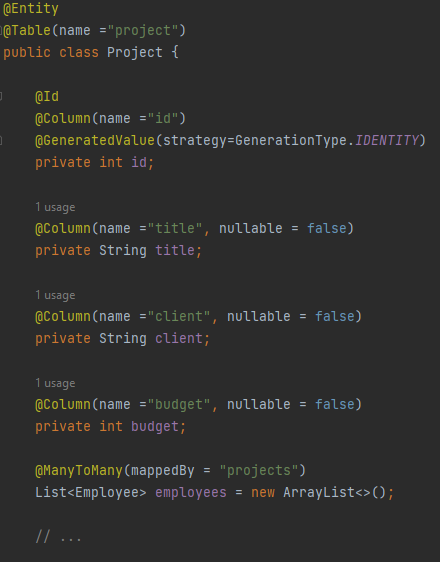 @Entity
@Table(name ="project")
public class Project {
@Id
@Column(name ="id")
@GeneratedValue(strategy=GenerationType.IDENTITY)
private int id;
1 usage
@Column(name ="title", nullable = false)
private String title;
1 usage
@Column(name ="client", nullable = false)
private String client;
1 usage
@Column(name ="budget", nullable = false)
private int budget;
@ManyToMany(mappedBy = "projects")
List<Employee> employees = new ArrayList<>();
// ...